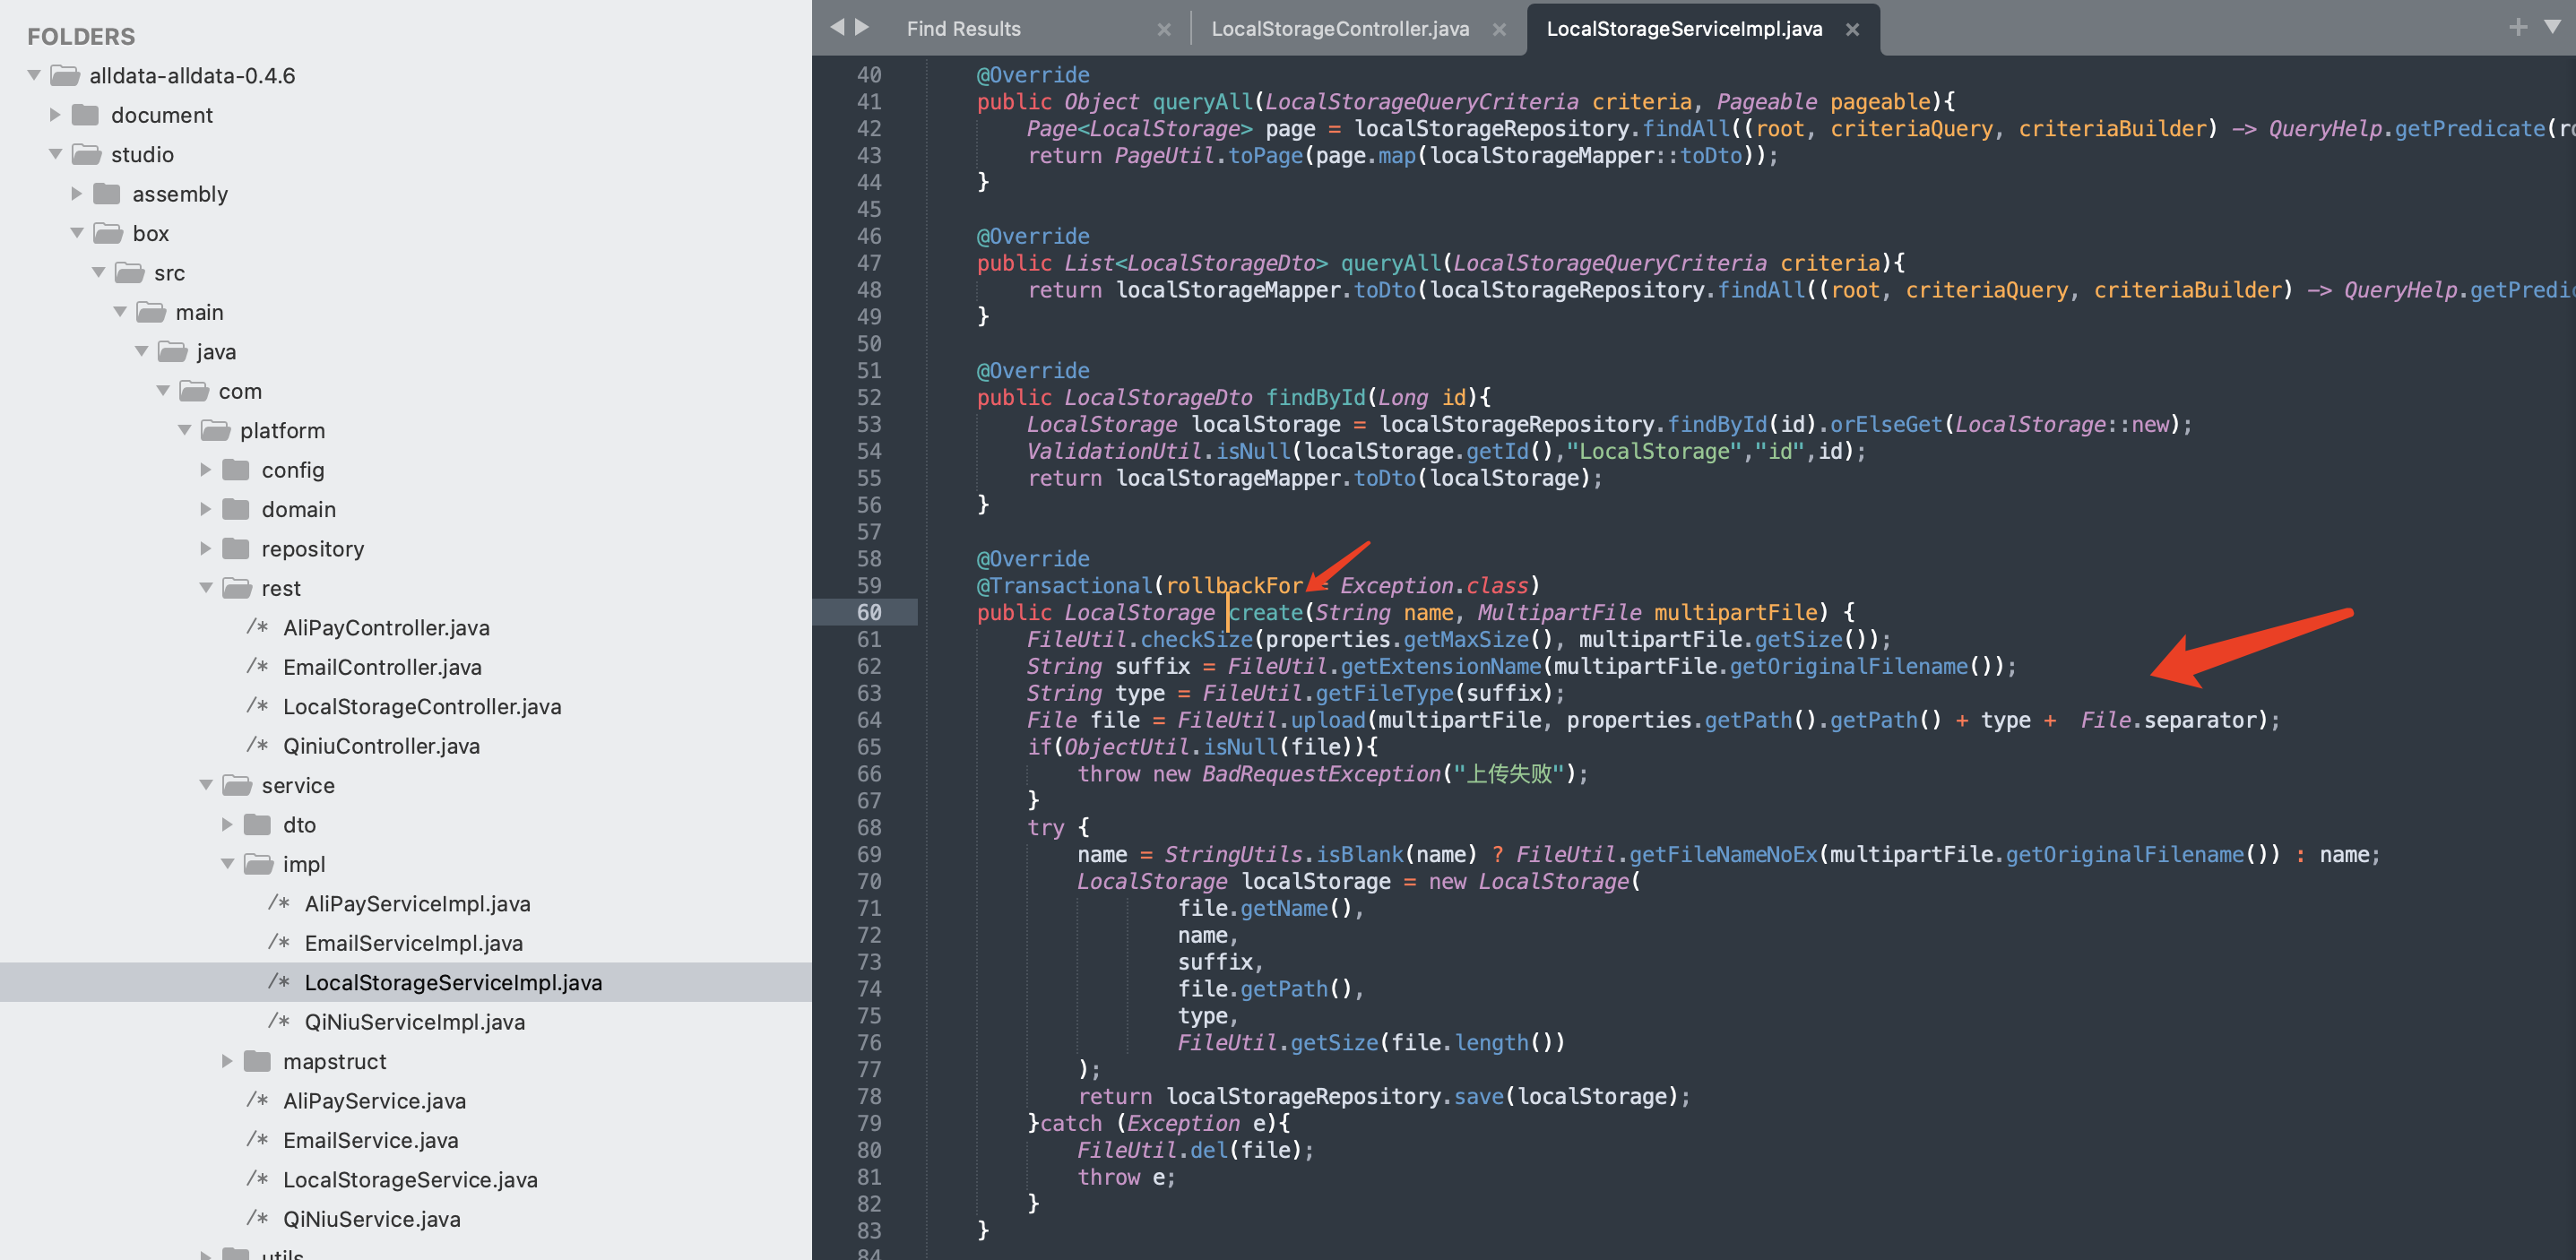 FOLDERS
alldata-alldata-0.4.6
document
studio
assembly
box
src
main
java
com
platform
config
domain
repository
rest
/* AliPayController.java
/* EmailController.java
/* LocalStorageController.java
/* QiniuController.java
service
dto
impl
/* AliPayServiceImpl.java
/* EmailServiceImpl.java
/* LocalStorageServiceImpl.java
/* QiNiuServiceImpl.java
mapstruct
/* AliPayService.java
/* EmailService.java
/* LocalStorageService.java
/* QiNiuService.java
utils
Find Results × LocalStorageController.java × LocalStorageServiceImpl.java ×
40 @Override
41 public Object queryAll(LocalStorageQueryCriteria criteria, Pageable pageable){
42 Page<LocalStorage> page = localStorageRepository.findAll((root, criteriaQuery, criteriaBuilder) -> QueryHelp.getPredicate(ro
43 return PageUtil.toPage(page.map(localStorageMapper::toDto));
44 }
45
46 @Override
47 public List<LocalStorageDto> queryAll(LocalStorageQueryCriteria criteria){
48 return localStorageMapper.toDto(localStorageRepository.findAll((root, criteriaQuery, criteriaBuilder) -> QueryHelp.getPredic
49 }
50
51 @Override
52 public LocalStorageDto findById(Long id){
53 LocalStorage localStorage = localStorageRepository.findById(id).orElseGet(LocalStorage::new);
54 ValidationUtil.isNull(localStorage.getId(),"LocalStorage","id",id);
55 return localStorageMapper.toDto(localStorage);
56 }
57
58 @Override
59 @Transactional(rollbackFor = Exception.class)
60 public LocalStorage create(String name, MultipartFile multipartFile) {
61 FileUtil.checkSize(properties.getMaxSize(), multipartFile.getSize());
62 String suffix = FileUtil.getExtensionName(multipartFile.getOriginalFilename());
63 String type = FileUtil.getFileType(suffix);
64 File file = FileUtil.upload(multipartFile, properties.getPath().getPath() + type +  File.separator);
65 if(ObjectUtil.isNull(file)){
66 throw new BadRequestException("上传失败");
67 }
68 try {
69 name = StringUtils.isBlank(name) ? FileUtil.getFileNameNoEx(multipartFile.getOriginalFilename()) : name;
70 LocalStorage localStorage = new LocalStorage(
71 file.getName(),
72 name,
73 suffix,
74 file.getPath(),
75 type,
76 FileUtil.getSize(file.length())
77 );
78 return localStorageRepository.save(localStorage);
79 }catch (Exception e){
80 FileUtil.del(file);
81 throw e;
82 }
83 }
84